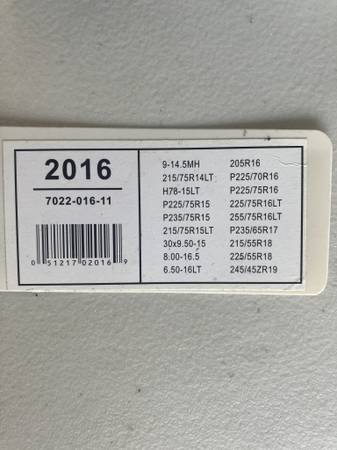 2016
7022-016-11
0 51217 02016 9
9-14.5MH
215/75R14LT
H78-15LT
P225/75R15
P235/75R15
215/75R15LT
30x9.50-15
8.00-16.5
6.50-16LT
205R16
P225/70R16
P225/75R16
225/75R16LT
255/75R16LT
P235/65R17
215/55R18
225/55R18
245/45ZR19